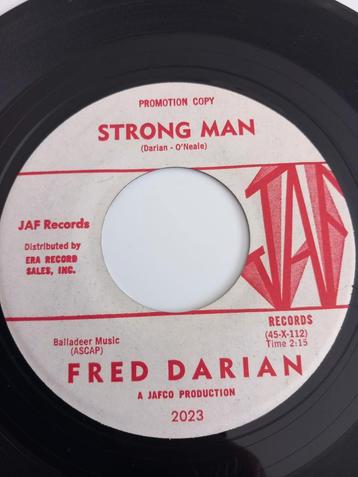 PROMOTION COPY
STRONG MAN
(Darian - O'Neale)
JAF Records
Distributed by
ERA RECORD
SALES, INC.
JAF
RECORDS
(45-X-112)
Time 2:15
Balladeer Music
(ASCAP)
FRED DARIAN
A JAFCO PRODUCTION
2023